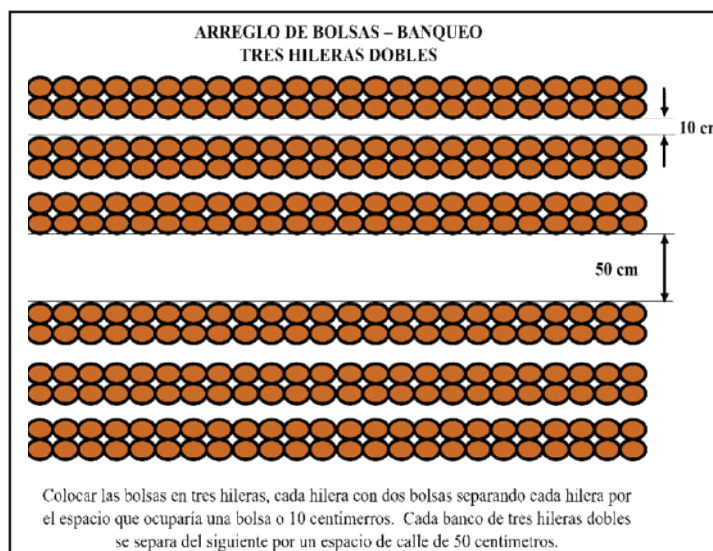 ARREGLO DE BOLSAS – BANQUEO
TRES HILERAS DOBLES
10 cm
50 cm
Colocar las bolsas en tres hileras, cada hilera con dos bolsas separando cada hilera por
el espacio que ocuparía una bolsa o 10 centimerros. Cada banco de tres hileras dobles
se separa del siguiente por un espacio de calle de 50 centímetros.